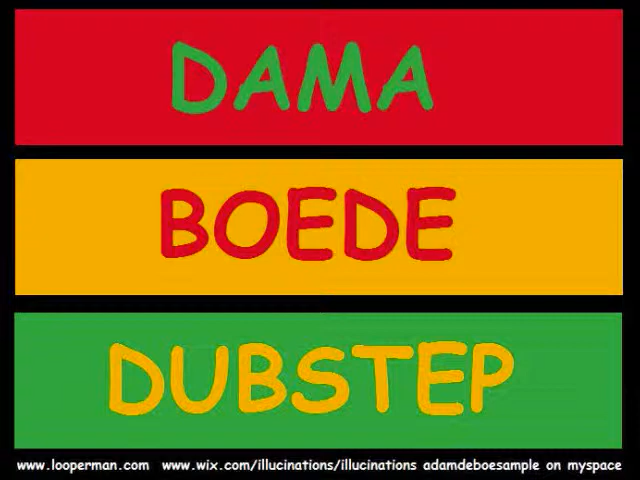 DAMA
BOEDE
DUBSTEP
www.looperman.com www.wix.com/illucinations/illucinations adamdeboesample on myspace